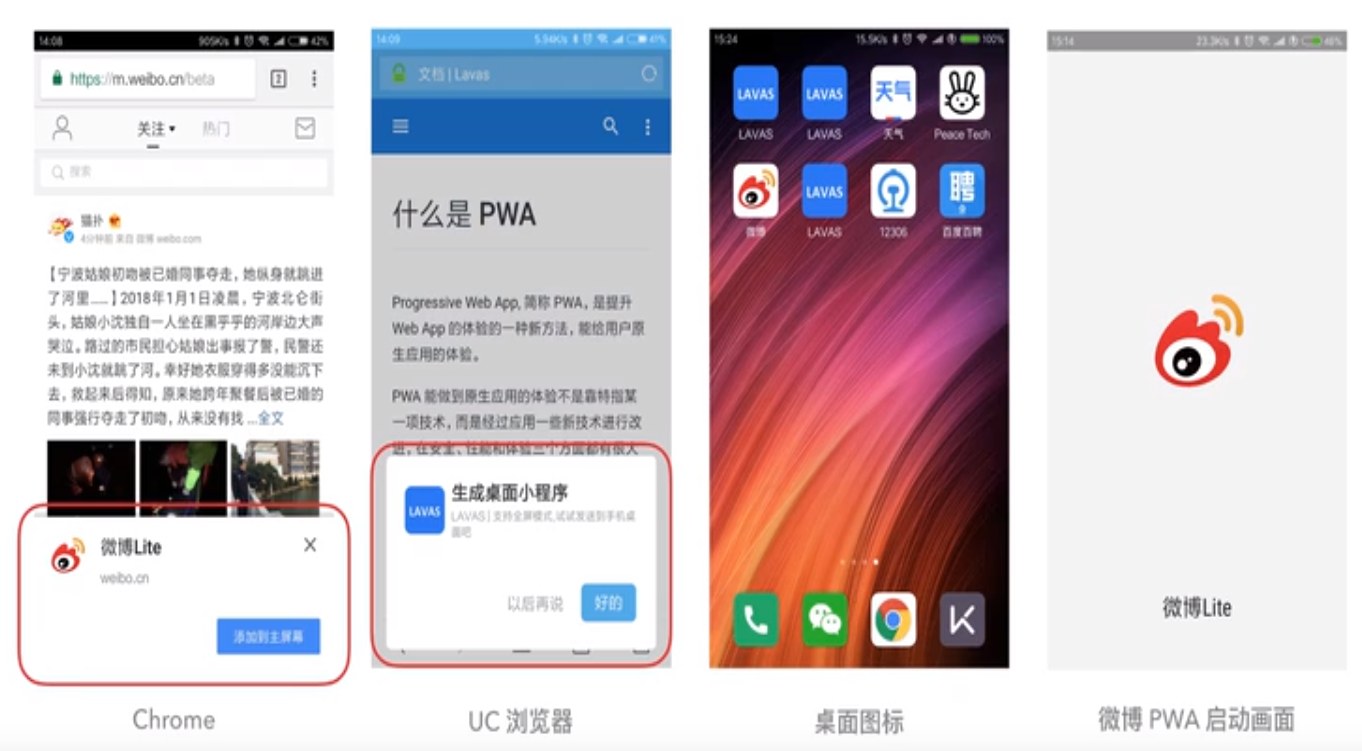 14:08
905K/s
42%
https://m.weibo.cn/beta
2
关注
热门
搜索
猫扑
4分钟前 来自 微博 weibo.com
【宁波姑娘初吻被已婚同事夺走，她纵身就跳进
了河里……】2018年1月1日凌晨，宁波北仑街
头，姑娘小沈独自一人坐在黑乎乎的河岸边大声
哭泣。路过的市民担心姑娘出事报了警，民警还
未到小沈就跳了河。幸好她衣服穿得多没能沉下
去，救起来后得知，原来她跨年聚餐后被已婚的
同事强行夺走了初吻，从来没有找 ...全文
微博Lite
weibo.cn
添加到主屏幕
Chrome
14:09
5.94K/s
41%
文档 | Lavas
什么是 PWA
Progressive Web App, 简称 PWA，是提升
Web App 的体验的一种新方法，能给用户原
生应用的体验。
PWA 能做到原生应用的体验不是靠特指某
一项技术，而是经过应用一些新技术进行改
进，在安全、性能和体验三个方面都有很大
LAVAS
生成桌面小程序
LAVAS | 支持全屏模式,试试发送到手机桌
面吧
以后再说
好的
UC 浏览器
15:24
15.5K/s
100%
LAVAS
LAVAS
天气
LAVAS
LAVAS
天气
Peace Tech
LAVAS
聘
微博
LAVAS
12306
百度百聘
桌面图标
15:14
23.3K/s
46%
微博Lite
微博 PWA 启动画面